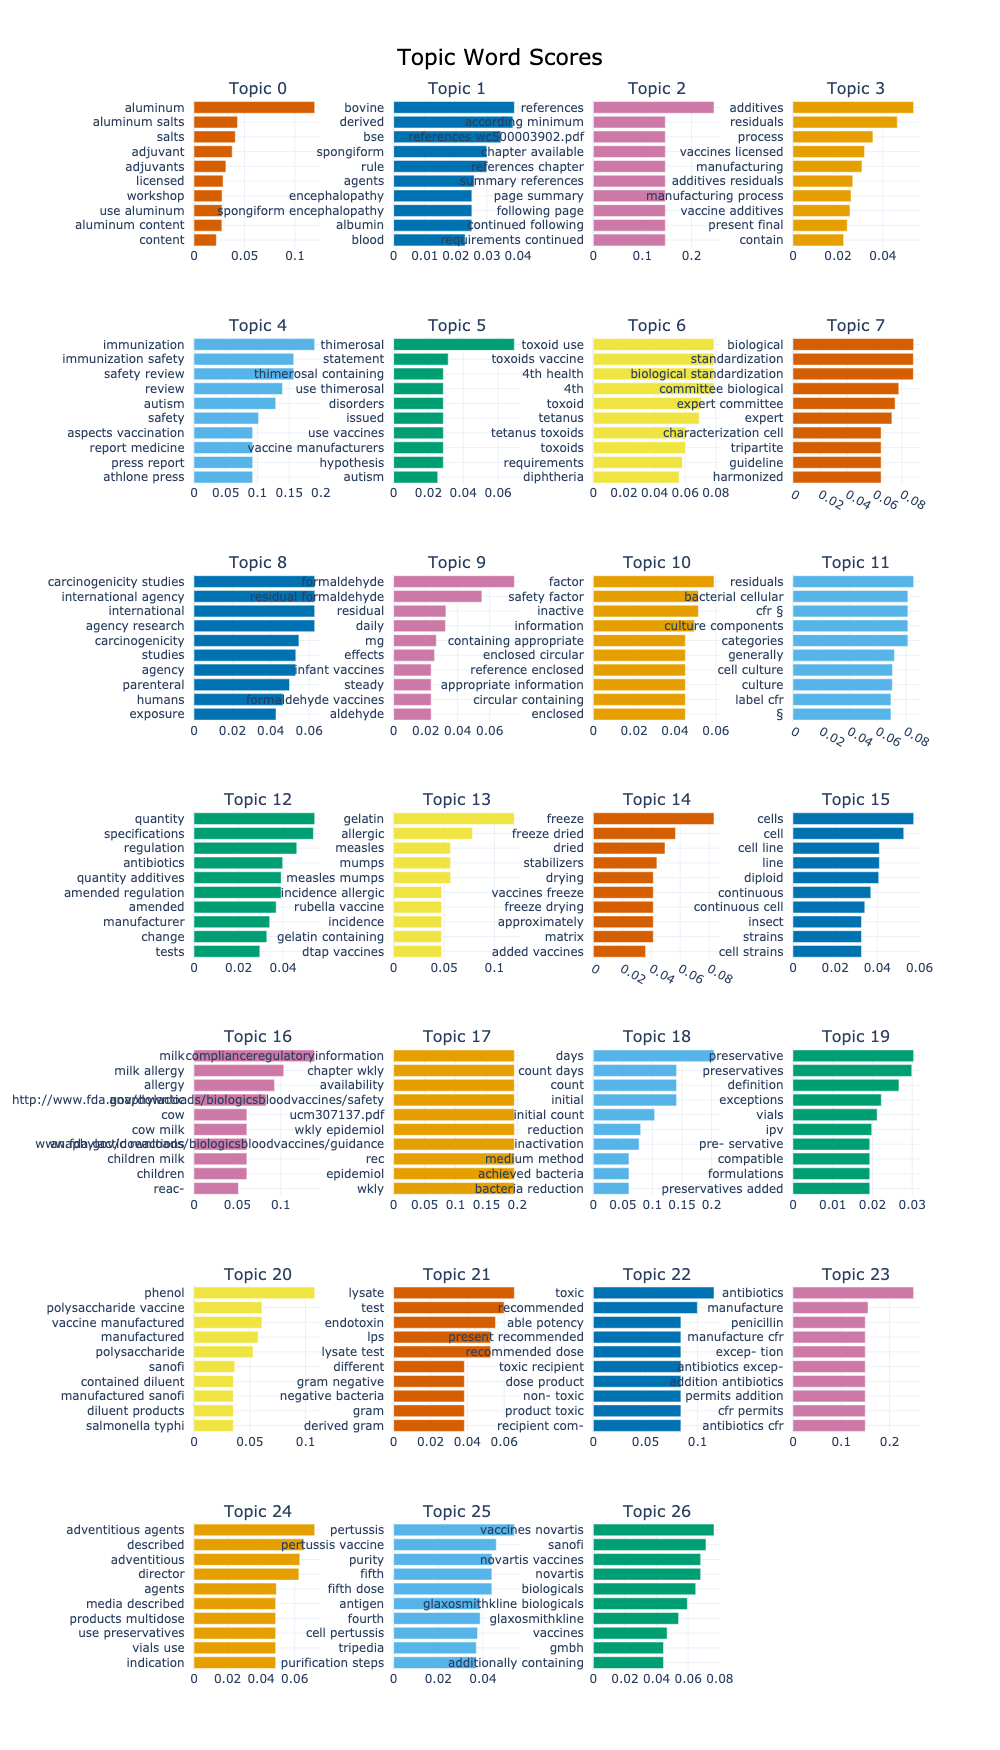 Topic Word Scores
Topic 0
aluminum
aluminum salts
salts
adjuvant
adjuvants
licensed
workshop
use aluminum
aluminum content
content
0 0.05 0.1
Topic 1
bovine
derived
bse
spongiform
rule
agents
encephalopathy
spongiform encephalopathy
albumin
blood
0 0.01 0.02 0.03 0.04
Topic 2
references
according minimum
references wc500003902.pdf
chapter available
references chapter
summary references
page summary
following page
continued following
requirements continued
0 0.1 0.2
Topic 3
additives
residuals
process
vaccines licensed
manufacturing
additives residuals
manufacturing process
vaccine additives
present final
contain
0 0.02 0.04
Topic 4
immunization
immunization safety
safety review
review
autism
safety
aspects vaccination
report medicine
press report
athlone press
0 0.05 0.1 0.15 0.2
Topic 5
thimerosal
statement
thimerosal containing
use thimerosal
disorders
issued
use vaccines
vaccine manufacturers
hypothesis
autism
0 0.02 0.04 0.06
Topic 6
toxoid use
toxoids vaccine
4th health
4th
toxoid
tetanus
tetanus toxoids
toxoids
requirements
diphtheria
0 0.02 0.04 0.06 0.08
Topic 7
biological
standardization
biological standardization
committee biological
expert committee
expert
characterization cell
tripartite
guideline
harmonized
0 0.02 0.04 0.06 0.08
Topic 8
carcinogenicity studies
international agency
international
agency research
carcinogenicity
studies
agency
parenteral
humans
exposure
0 0.02 0.04 0.06
Topic 9
formaldehyde
residual formaldehyde
residual
daily
mg
effects
infant vaccines
steady
formaldehyde vaccines
aldehyde
0 0.02 0.04 0.06
Topic 10
factor
safety factor
inactive
information
containing appropriate
enclosed circular
reference enclosed
appropriate information
circular containing
enclosed
0 0.02 0.04 0.06
Topic 11
residuals
bacterial cellular
cfr §
culture components
categories
generally
cell culture
culture
label cfr
§
0 0.02 0.04 0.06 0.08
Topic 12
quantity
specifications
regulation
antibiotics
quantity additives
amended regulation
amended
manufacturer
change
tests
0 0.02 0.04
Topic 13
gelatin
allergic
measles
mumps
measles mumps
incidence allergic
rubella vaccine
incidence
gelatin containing
dtap vaccines
0 0.05 0.1
Topic 14
freeze
freeze dried
dried
stabilizers
drying
vaccines freeze
freeze drying
approximately
matrix
added vaccines
0 0.02 0.04 0.06 0.08
Topic 15
cells
cell
cell line
line
diploid
continuous
continuous cell
insect
strains
cell strains
0 0.02 0.04 0.06
Topic 16
milk
milk allergy
allergy
cow
cow milk
anaphylactic reactions
children milk
children
reac-
0 0.05 0.1
Topic 17
complianceregulatoryinformation
chapter wkly
availability
http://www.fda.gov/downloads/biologicsbloodvaccines/safety
ucm307137.pdf
wkly epidemiol
www.fda.gov/downloads/biologicsbloodvaccines/guidance
rec
epidemiol
wkly
0 0.05 0.1 0.15 0.2
Topic 18
days
count days
count
initial
initial count
reduction
inactivation
medium method
achieved bacteria
bacteria reduction
0 0.05 0.1 0.15 0.2
Topic 19
preservative
preservatives
definition
exceptions
vials
ipv
pre- servative
compatible
formulations
preservatives added
0 0.01 0.02 0.03
Topic 20
phenol
polysaccharide vaccine
vaccine manufactured
manufactured
polysaccharide
sanofi
contained diluent
manufactured sanofi
diluent products
salmonella typhi
0 0.05 0.1
Topic 21
lysate
test
endotoxin
lps
lysate test
different
gram negative
negative bacteria
gram
derived gram
0 0.02 0.04 0.06
Topic 22
toxic
recommended
able potency
present recommended
recommended dose
toxic recipient
dose product
non- toxic
product toxic
recipient com-
0 0.05 0.1
Topic 23
antibiotics
manufacture
penicillin
manufacture cfr
excep- tion
antibiotics excep-
addition antibiotics
permits addition
cfr permits
antibiotics cfr
0 0.1 0.2
Topic 24
adventitious agents
described
adventitious
director
agents
media described
products multidose
use preservatives
vials use
indication
0 0.02 0.04 0.06
Topic 25
pertussis
pertussis vaccine
purity
fifth
fifth dose
antigen
fourth
cell pertussis
tripedia
purification steps
0 0.02 0.04
Topic 26
vaccines novartis
sanofi
novartis vaccines
novartis
biologicals
glaxosmithkline biologicals
glaxosmithkline
vaccines
gmbh
additionally containing
0 0.02 0.04 0.06 0.08